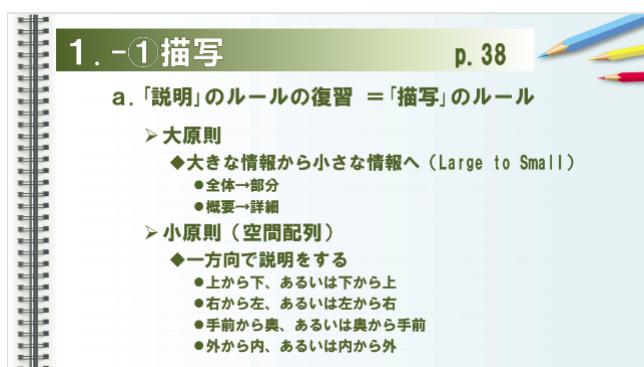 1.-①描写 p.38
a.「説明」のルールの復習 =「描写」のルール
➢大原則
◆大きな情報から小さな情報へ(Large to Small)
●全体→部分
●概要→詳細
➢小原則(空間配列)
◆一方向で説明をする
●上から下、あるいは下から上
●右から左、あるいは左から右
●手前から奥、あるいは奥から手前
●外から内、あるいは内から外